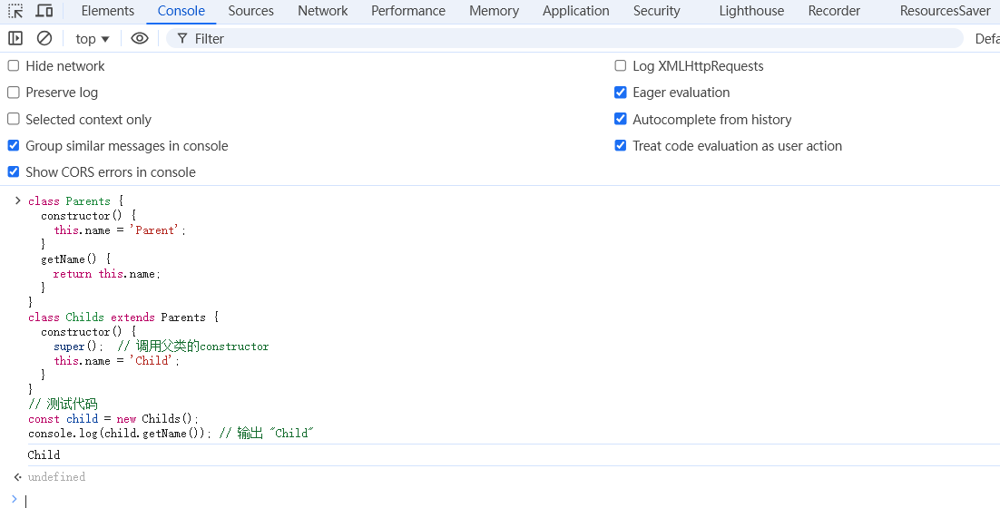 Elements Console Sources Network Performance Memory Application Security Lighthouse Recorder ResourcesSaver
top Filter Defa
Hide network Log XMLHttpRequests
Preserve log Eager evaluation
Selected context only Autocomplete from history
Group similar messages in console Treat code evaluation as user action
Show CORS errors in console
class Parents {
  constructor() {
    this.name = 'Parent';
  }
  getName() {
    return this.name;
  }
}
class Childs extends Parents {
  constructor() {
    super();  // 调用父类的constructor
    this.name = 'Child';
  }
}
// 测试代码
const child = new Childs();
console.log(child.getName()); // 输出 "Child"
Child
undefined